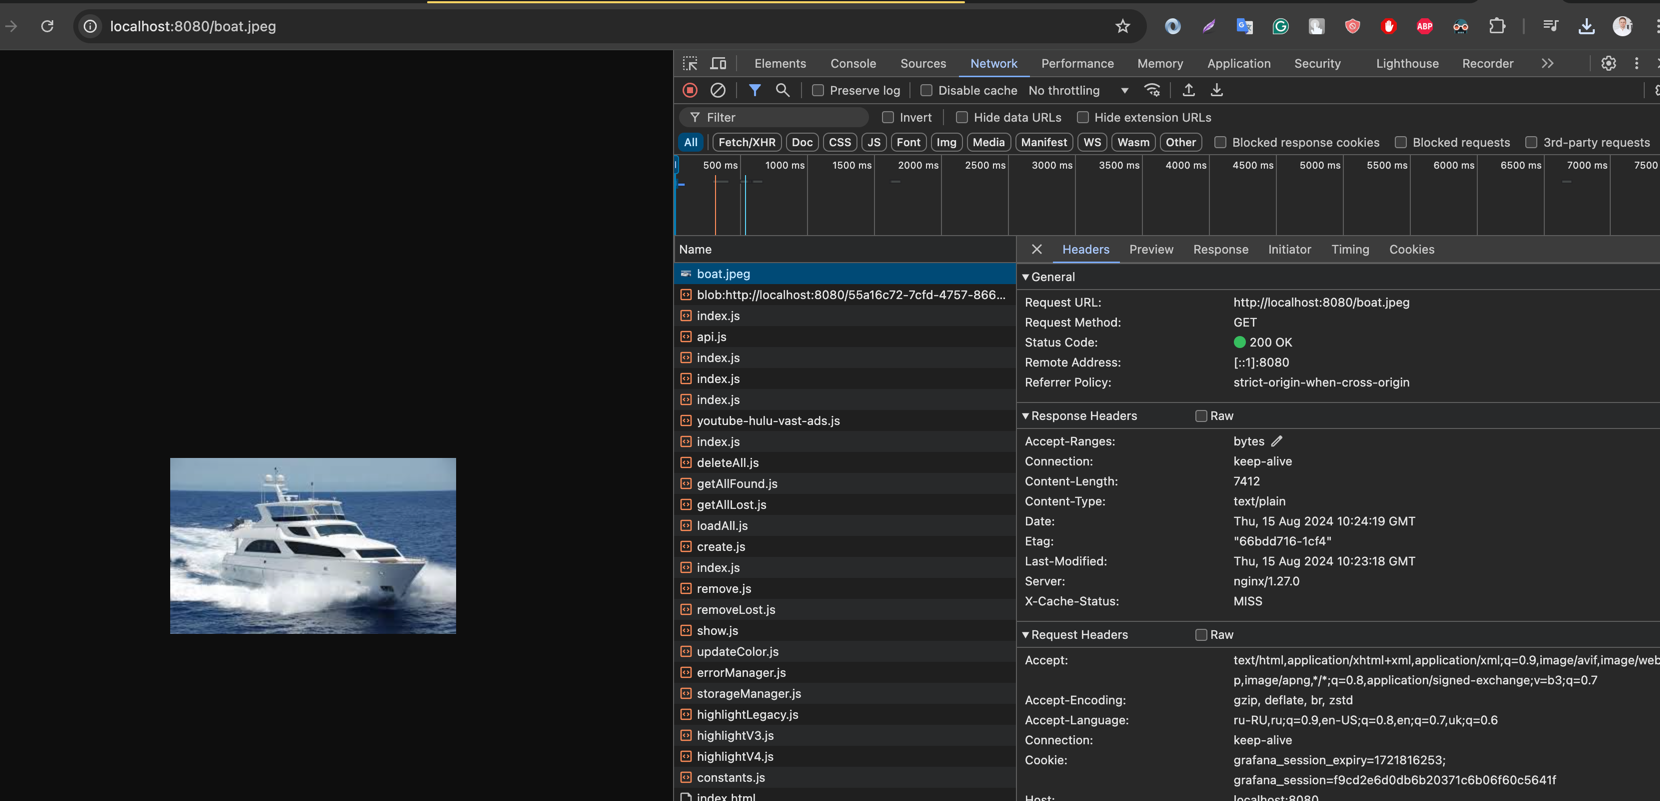 localhost:8080/boat.jpeg
ABP
Elements Console Sources Network Performance Memory Application Security Lighthouse Recorder
Preserve log Disable cache No throttling
Filter Invert Hide data URLs Hide extension URLs
All Fetch/XHR Doc CSS JS Font Img Media Manifest WS Wasm Other Blocked response cookies Blocked requests 3rd-party requests
500 ms 1000 ms 1500 ms 2000 ms 2500 ms 3000 ms 3500 ms 4000 ms 4500 ms 5000 ms 5500 ms 6000 ms 6500 ms 7000 ms 7500
Name
boat.jpeg
blob:http://localhost:8080/55a16c72-7cfd-4757-866...
index.js
api.js
index.js
index.js
index.js
youtube-hulu-vast-ads.js
index.js
deleteAll.js
getAllFound.js
getAllLost.js
loadAll.js
create.js
index.js
remove.js
removeLost.js
show.js
updateColor.js
errorManager.js
storageManager.js
highlightLegacy.js
highlightV3.js
highlightV4.js
constants.js
index.html
Headers Preview Response Initiator Timing Cookies
General
Request URL: http://localhost:8080/boat.jpeg
Request Method: GET
Status Code: 200 OK
Remote Address: [::1]:8080
Referrer Policy: strict-origin-when-cross-origin
Response Headers Raw
Accept-Ranges: bytes
Connection: keep-alive
Content-Length: 7412
Content-Type: text/plain
Date: Thu, 15 Aug 2024 10:24:19 GMT
Etag: "66bdd716-1cf4"
Last-Modified: Thu, 15 Aug 2024 10:23:18 GMT
Server: nginx/1.27.0
X-Cache-Status: MISS
Request Headers Raw
Accept: text/html,application/xhtml+xml,application/xml;q=0.9,image/avif,image/web
p,image/apng,*/*;q=0.8,application/signed-exchange;v=b3;q=0.7
Accept-Encoding: gzip, deflate, br, zstd
Accept-Language: ru-RU,ru;q=0.9,en-US;q=0.8,en;q=0.7,uk;q=0.6
Connection: keep-alive
Cookie: grafana_session_expiry=1721816253;
grafana_session=f9cd2e6d0db6b20371c6b06f60c5641f
Host: localhost:8080